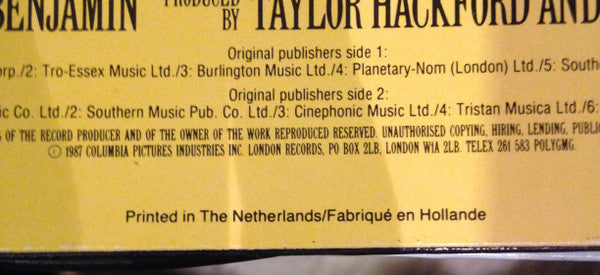 BENJAMIN PRODUCED BY TAYLOR HACKFORD AND
Original publishers side 1:
orp./2: Tro-Essex Music Ltd./3: Burlington Music Ltd./4: Planetary-Nom (London) Ltd./5: Southe
Original publishers side 2:
ic Co. Ltd./2: Southern Music Pub. Co. Ltd./3: Cinephonic Music Ltd./4: Tristan Musica Ltd./6:
S OF THE RECORD PRODUCER AND OF THE OWNER OF THE WORK REPRODUCED RESERVED. UNAUTHORISED COPYING, HIRING, LENDING, PUBLIC
Ⓟ 1987 COLUMBIA PICTURES INDUSTRIES INC. LONDON RECORDS, PO BOX 2LB, LONDON W1A 2LB. TELEX 261 583 POLYGMG.
Printed in The Netherlands/Fabriqué en Hollande